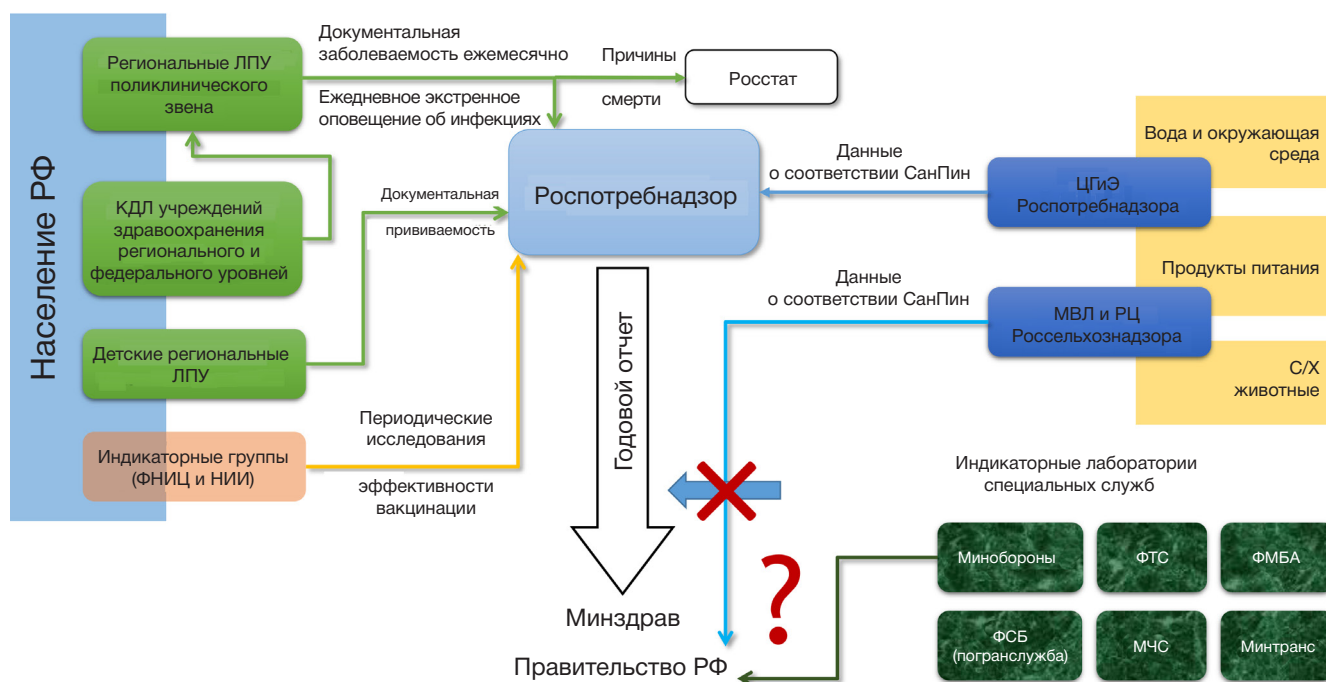 Население РФ
Региональные ЛПУ
поликлинического
звена
КДЛ учреждений
здравоохранения
регионального и
федерального уровней
Детские региональные
ЛПУ
Индикаторные группы
(ФНИЦ и НИИ)
Документальная
заболеваемость ежемесячно
Ежедневное экстренное
оповещение об инфекциях
Причины
смерти
Росстат
Документальная
прививаемость
Роспотребнадзор
Периодические
исследования
эффективности
вакцинации
Годовой отчет
Данные
о соответствии СанПин
ЦГиЭ
Роспотребнадзора
Вода и окружающая
среда
Данные
о соответствии СанПин
МВЛ и РЦ
Россельхознадзора
Продукты питания
С/Х
животные
Индикаторные лаборатории
специальных служб
Минобороны
ФТС
ФМБА
ФСБ
(погранслужба)
МЧС
Минтранс
?
Минздрав
Правительство РФ